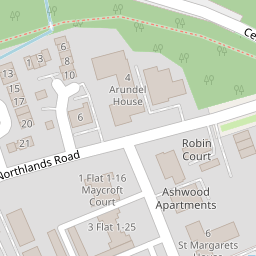 Ce
6
8
10
13
15
17
20
21
3
4
Arundel
House
6
Northlands Road
Robin
Court
1 Flat 1-16
Maycroft
Court
Ashwood
Apartments
3 Flat 1-25
6
St Margarets